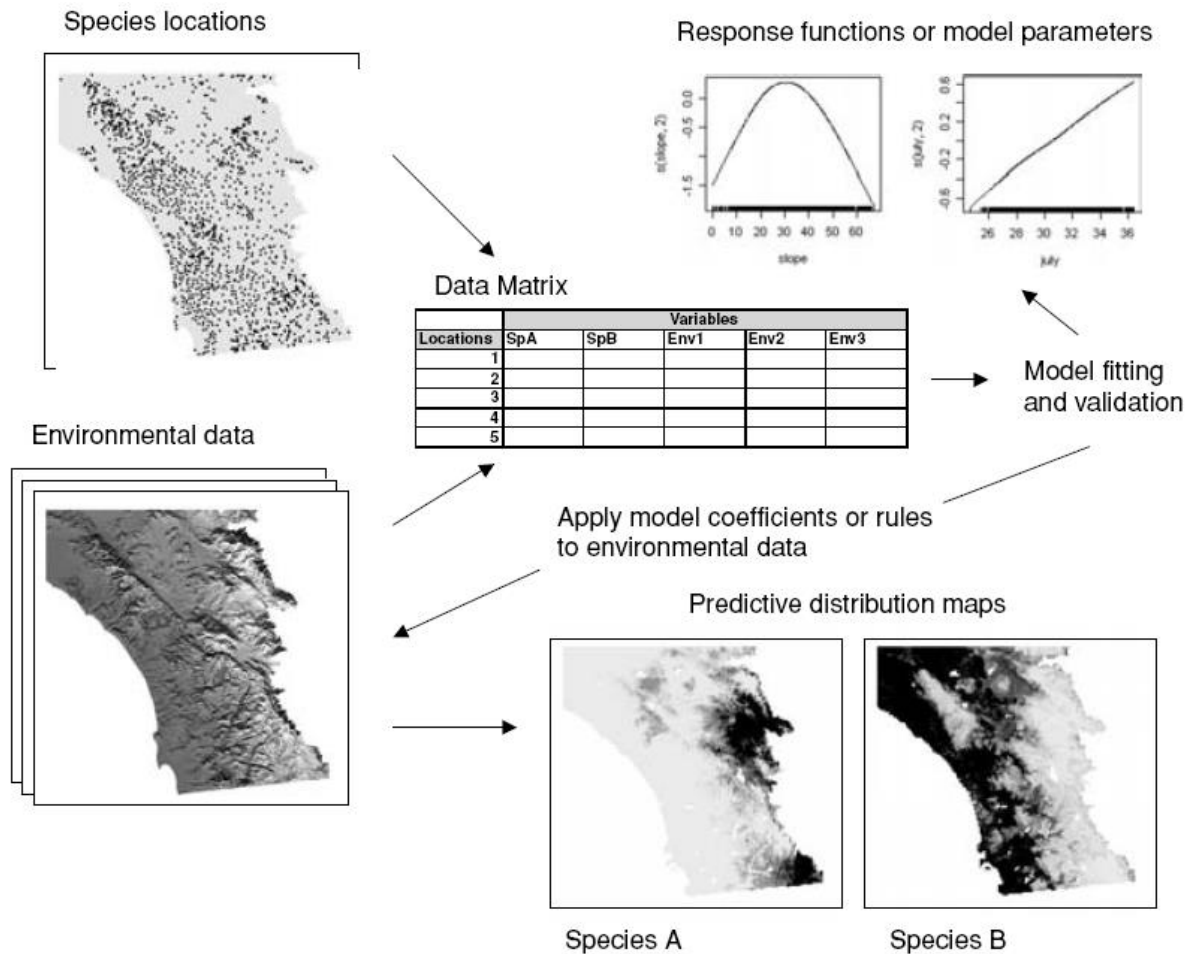 Species locations
Response functions or model parameters
s(slope, 2)
0.0
-0.5
-1.5
0 10 20 30 40 50 60
slope
s(july, 2)
0.6
0.2
-0.2
-0.6
26 28 30 32 34 36
july
Data Matrix
Variables
Locations SpA SpB Env1 Env2 Env3
1
2
3
4
5
Model fitting
and validation
Environmental data
Apply model coefficients or rules
to environmental data
Predictive distribution maps
Species A
Species B